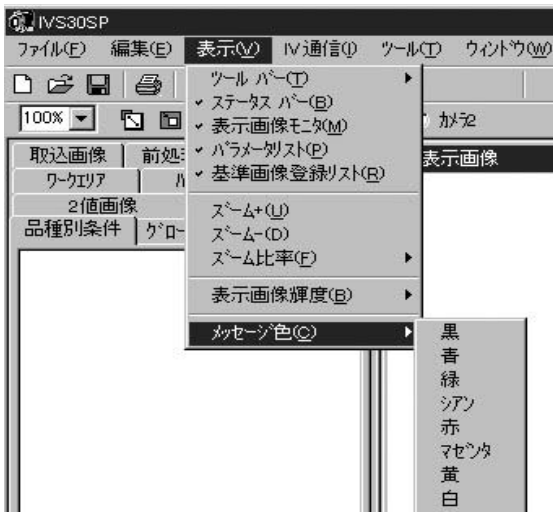 IVS30SP
ファイル(F) 編集(E) 表示(V) IV通信(I) ツール(T) ウィンドウ(W)
ツール バー(T)
100% ステータス バー(B)
表示画像モニタ(M) カメラ2
取込画像 前処 パラメータリスト(P) 表示画像
ワークエリア 基準画像登録リスト(R)
2値画像 ズーム+(U)
品種別条件 グロー ズーム-(D)
ズーム比率(F)
表示画像輝度(B)
メッセージ色(C)
黒
青
緑
シアン
赤
マゼンタ
黄
白